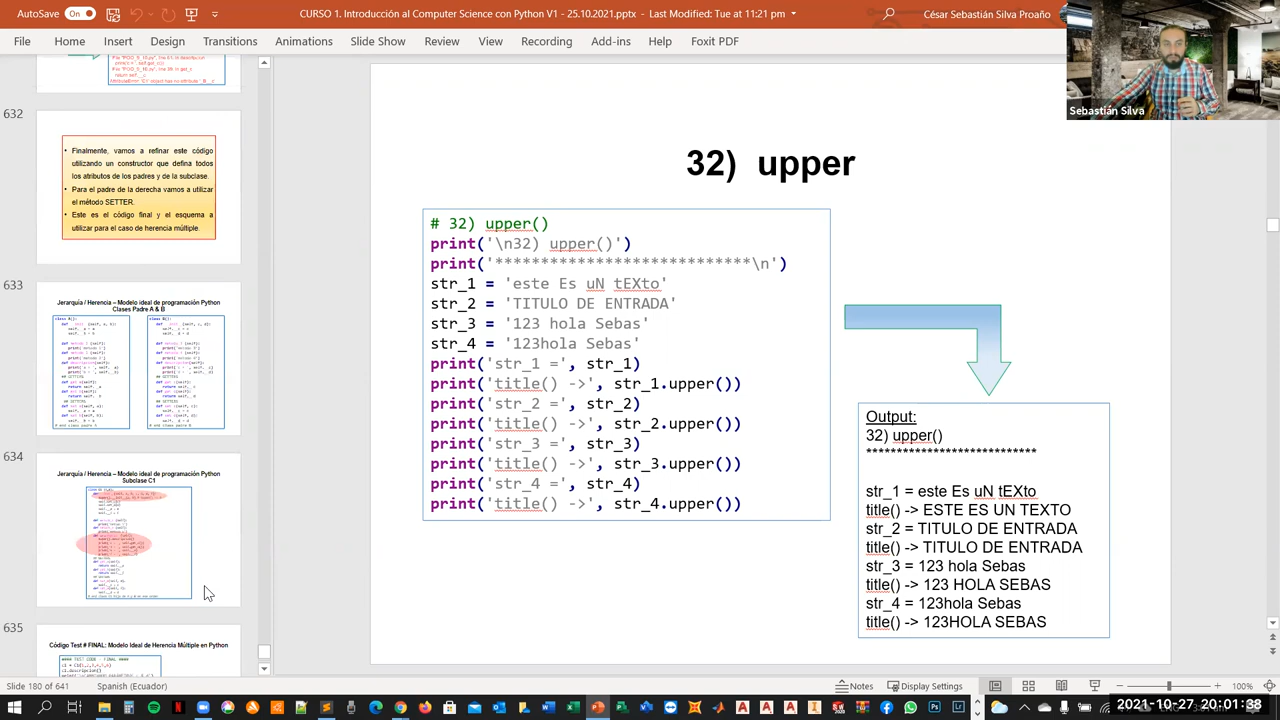 AutoSave On
CURSO 1. Introducción al Computer Science con Python V1 - 25.10.2021.pptx - Last Modified: Tue at 11:21 pm
César Sebastián Silva Proaño
File Home Insert Design Transitions Animations Slide Show Review View Recording Add-ins Help Foxit PDF
Sebastián Silva
632
• Finalmente, vamos a refinar este código
utilizando un constructor que defina todos
los atributos de los padres y de la subclase.
• Para el padre de la derecha vamos a utilizar
el método SETTER.
• Este es el código final y el esquema a
utilizar para el caso de herencia múltiple.
633
Jerarquía / Herencia – Modelo ideal de programación Python
Clases Padre A & B
634
Jerarquía / Herencia – Modelo ideal de programación Python
Subclase C1
635
Código Test # FINAL: Modelo Ideal de Herencia Múltiple en Python
32) upper
# 32) upper()
print('\n32) upper()')
print('***************************\n')
str_1 = 'este Es uN tEXto'
str_2 = 'TITULO DE ENTRADA'
str_3 = '123 hola Sebas'
str_4 = '123hola Sebas'
print('str_1 =', str_1)
print('title() ->', str_1.upper())
print('str_2 =', str_2)
print('title() ->', str_2.upper())
print('str_3 =', str_3)
print('title() ->', str_3.upper())
print('str_4 =', str_4)
print('title() ->', str_4.upper())
Output:
32) upper()
***************************
str_1 = este Es uN tEXto
title() -> ESTE ES UN TEXTO
str_2 = TITULO DE ENTRADA
title() -> TITULO DE ENTRADA
str_3 = 123 hola Sebas
title() -> 123 HOLA SEBAS
str_4 = 123hola Sebas
title() -> 123HOLA SEBAS
Slide 180 of 641 Spanish (Ecuador) Notes Display Settings 100%
2021-10-27 20:01:38